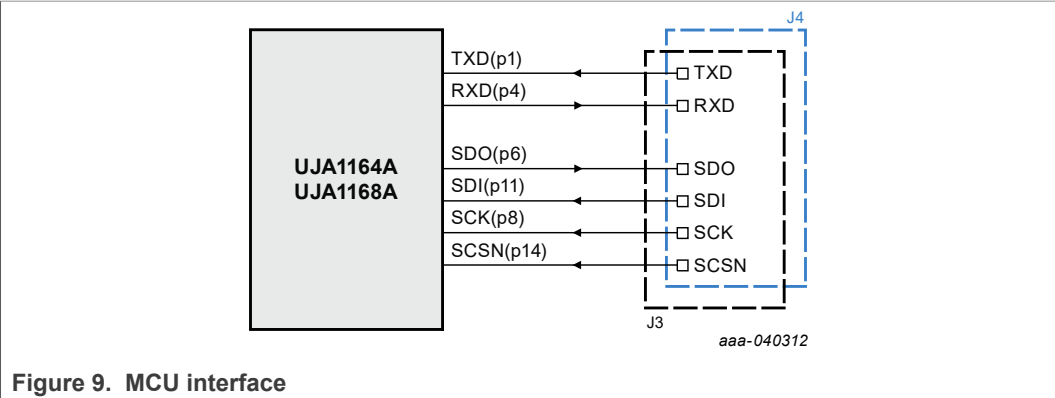 J4
TXD(p1)
TXD
RXD(p4)
RXD
SDO(p6)
SDO
UJA1164A
UJA1168A
SDI(p11)
SDI
SCK(p8)
SCK
SCSN(p14)
SCSN
J3
aaa-040312
Figure 9. MCU interface